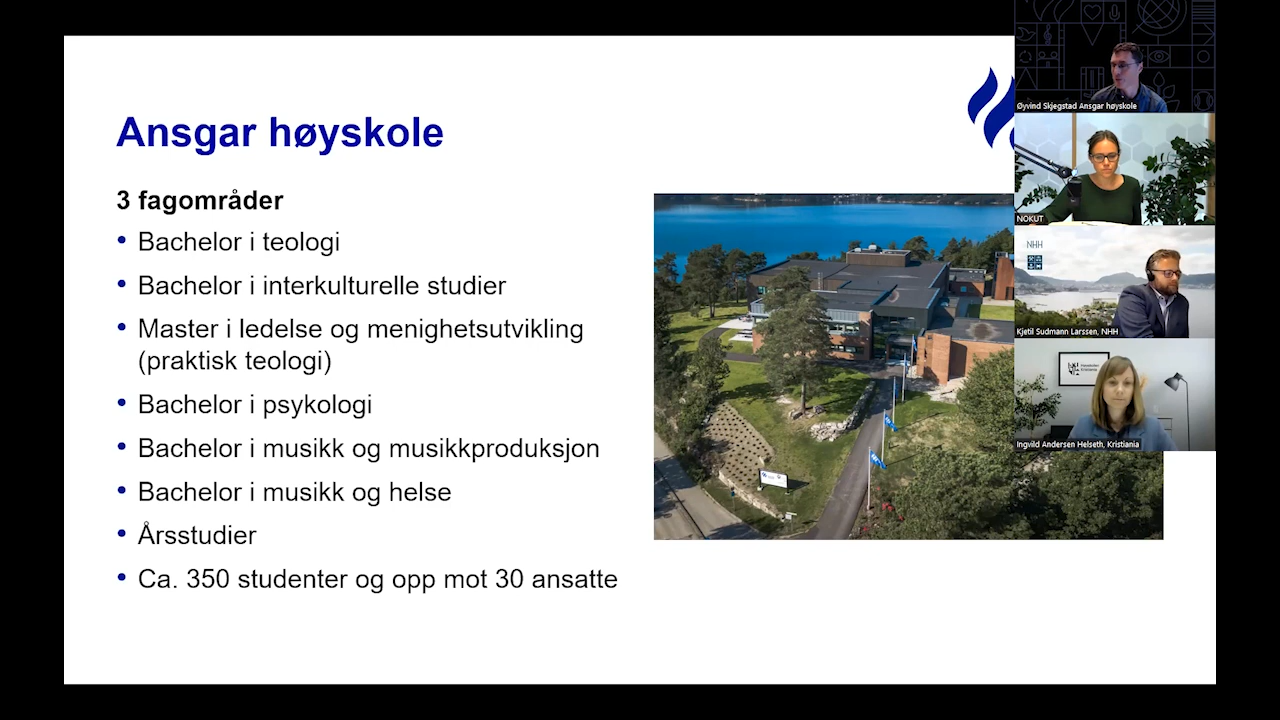 Ansgar høyskole
3 fagområder
• Bachelor i teologi
• Bachelor i interkulturelle studier
• Master i ledelse og menighetsutvikling
(praktisk teologi)
• Bachelor i psykologi
• Bachelor i musikk og musikkproduksjon
• Bachelor i musikk og helse
• Årsstudier
• Ca. 350 studenter og opp mot 30 ansatte
Øyvind Skjegstad Ansgar høyskole
NOKUT
NHH
Kjetil Sudmann Larssen, NHH
Ingvild Andersen Helseth, Kristiania